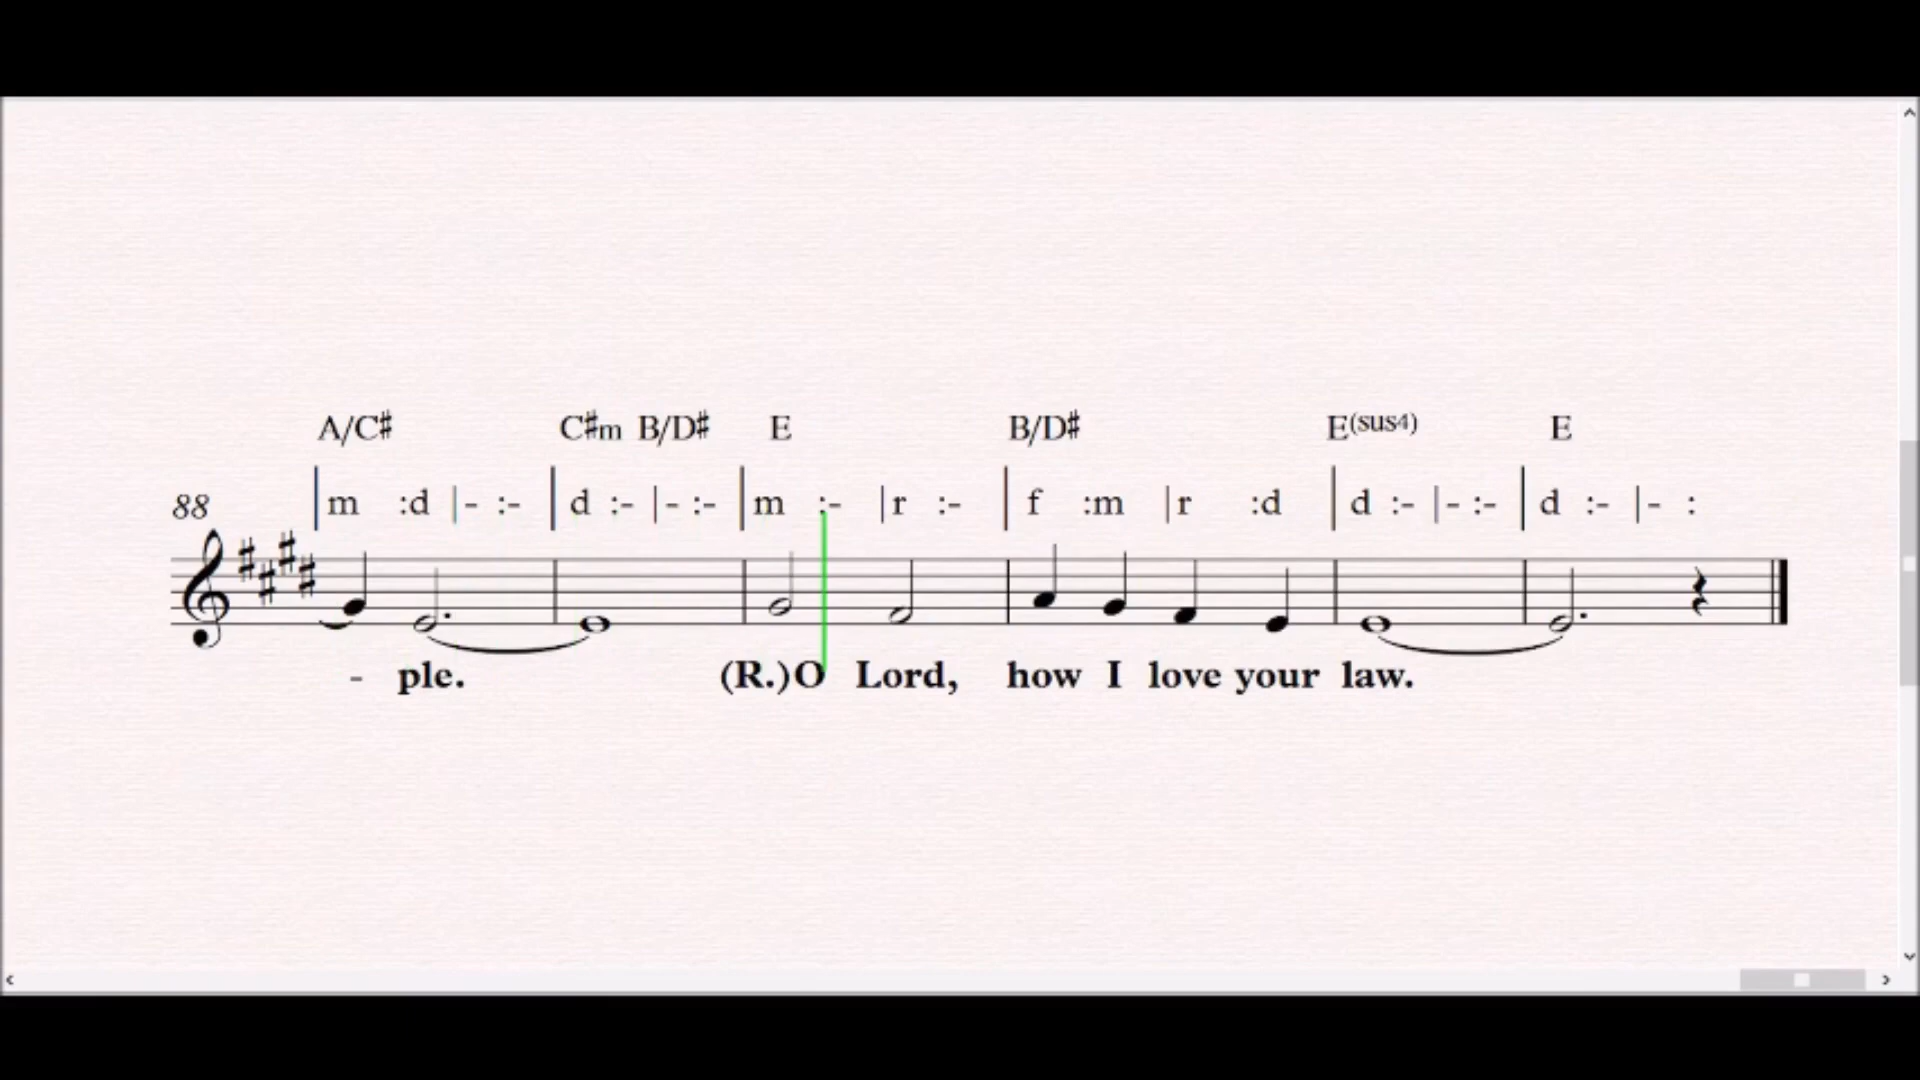 A/C♯ C♯m B/D♯ E B/D♯ E(sus4) E
88 |m :d |- :- |d :- |- :- |m :- |r :- |f :m |r :d |d :- |- :- |d :- |- :
- ple. (R.)O Lord, how I love your law.